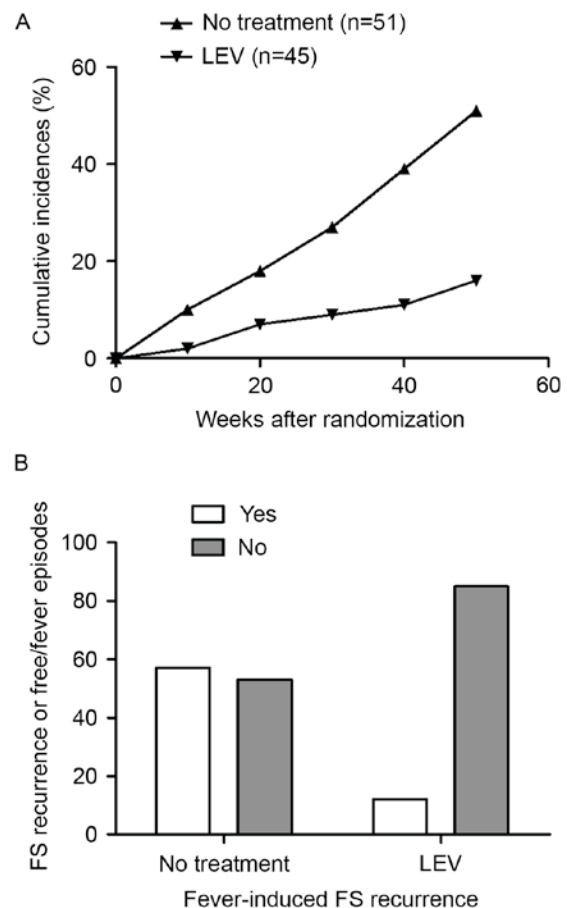 A
No treatment (n=51)
LEV (n=45)
60
40
20
0
Cumulative incidences (%)
0 20 40 60
Weeks after randomization
B
Yes
No
100
80
60
40
20
0
FS recurrence or free/fever episodes
No treatment LEV
Fever-induced FS recurrence